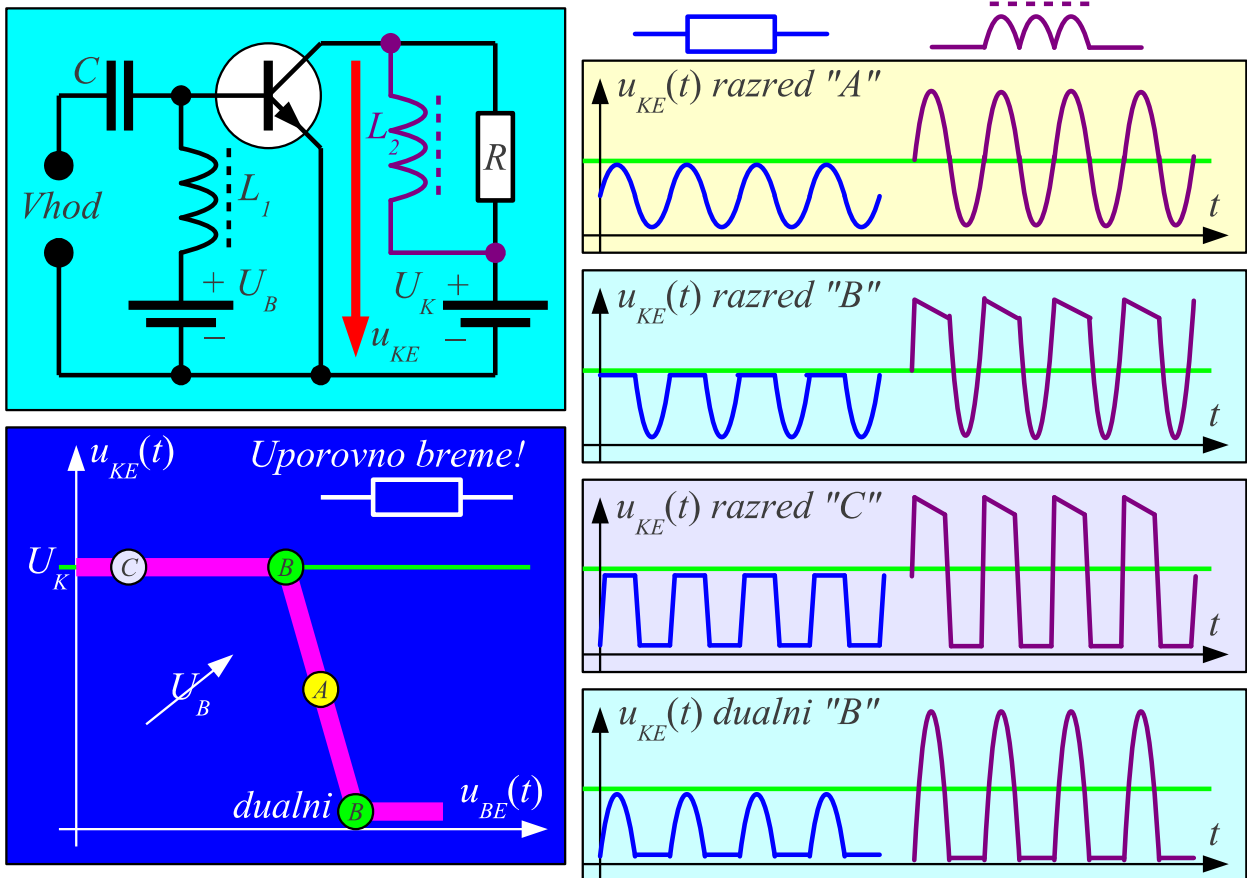 C
Vhod
L1
+ UB
–
L2
R
UK +
–
uKE
uKE(t)
Uporovno breme!
UK
C
B
A
UB
dualni B
uBE(t)
uKE(t) razred "A"
t
uKE(t) razred "B"
t
uKE(t) razred "C"
t
uKE(t) dualni "B"
t